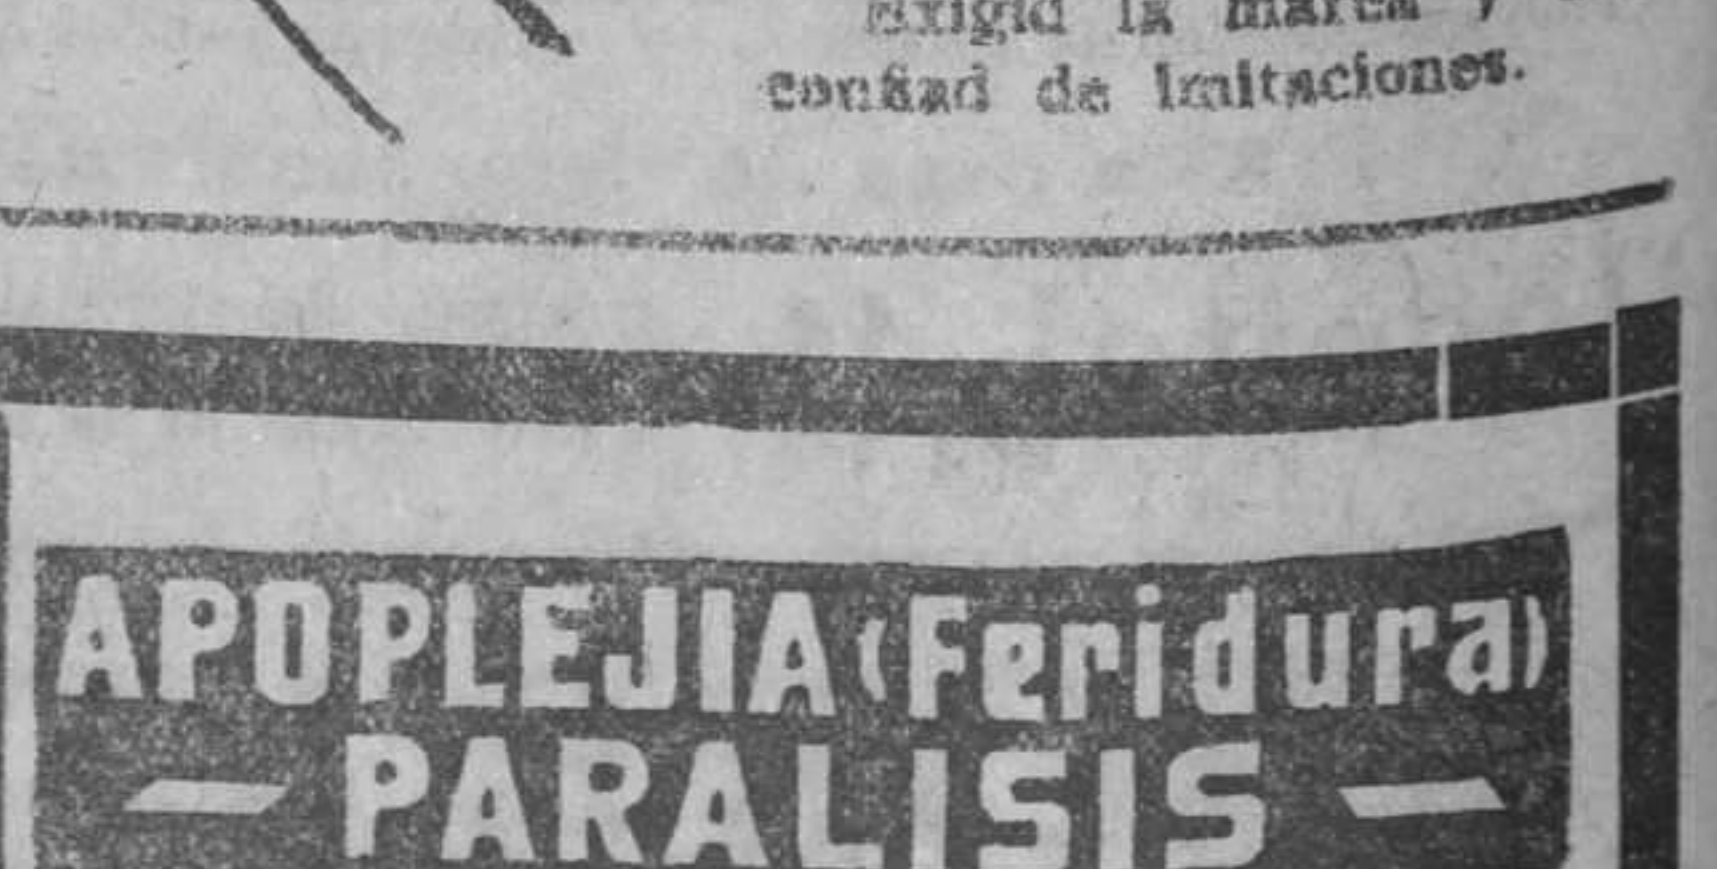 Exigid la marca y
confiad de imitaciones.
APOPLEJIA (Feridura)
— PARALISIS —